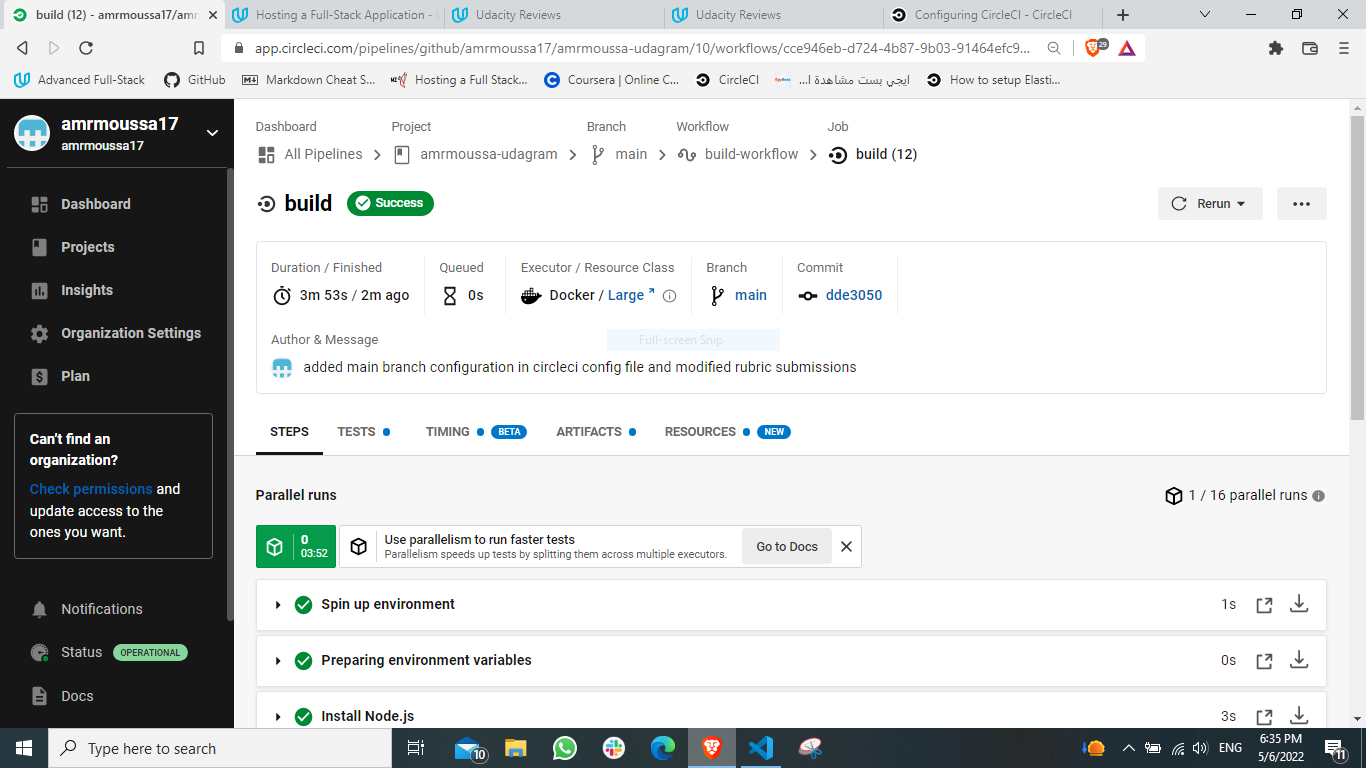 build (12) - amrmoussa17/amr
Hosting a Full-Stack Application -
Udacity Reviews
Udacity Reviews
Configuring CircleCI - CircleCI
app.circleci.com/pipelines/github/amrmoussa17/amrmoussa-udagram/10/workflows/cce946eb-d724-4b87-9b03-91464efc9...
29
Advanced Full-Stack
GitHub
Markdown Cheat S...
Hosting a Full Stack...
Coursera | Online C...
CircleCI
ايجي بست مشاهدة ا...
How to setup Elasti...
amrmoussa17
amrmoussa17
Dashboard
Projects
Insights
Organization Settings
Plan
Can't find an
organization?
Check permissions and
update access to the
ones you want.
Notifications
Status OPERATIONAL
Docs
Dashboard Project Branch Workflow Job
All Pipelines amrmoussa-udagram main build-workflow build (12)
build Success
Rerun
Duration / Finished Queued Executor / Resource Class Branch Commit
3m 53s / 2m ago 0s Docker / Large main dde3050
Author & Message
Full-screen Snip
added main branch configuration in circleci config file and modified rubric submissions
STEPS TESTS TIMING BETA ARTIFACTS RESOURCES NEW
Parallel runs
1 / 16 parallel runs
0
03:52
Use parallelism to run faster tests
Parallelism speeds up tests by splitting them across multiple executors.
Go to Docs
Spin up environment 1s
Preparing environment variables 0s
Install Node.js 3s
Type here to search
10
ENG
6:35 PM
5/6/2022
11